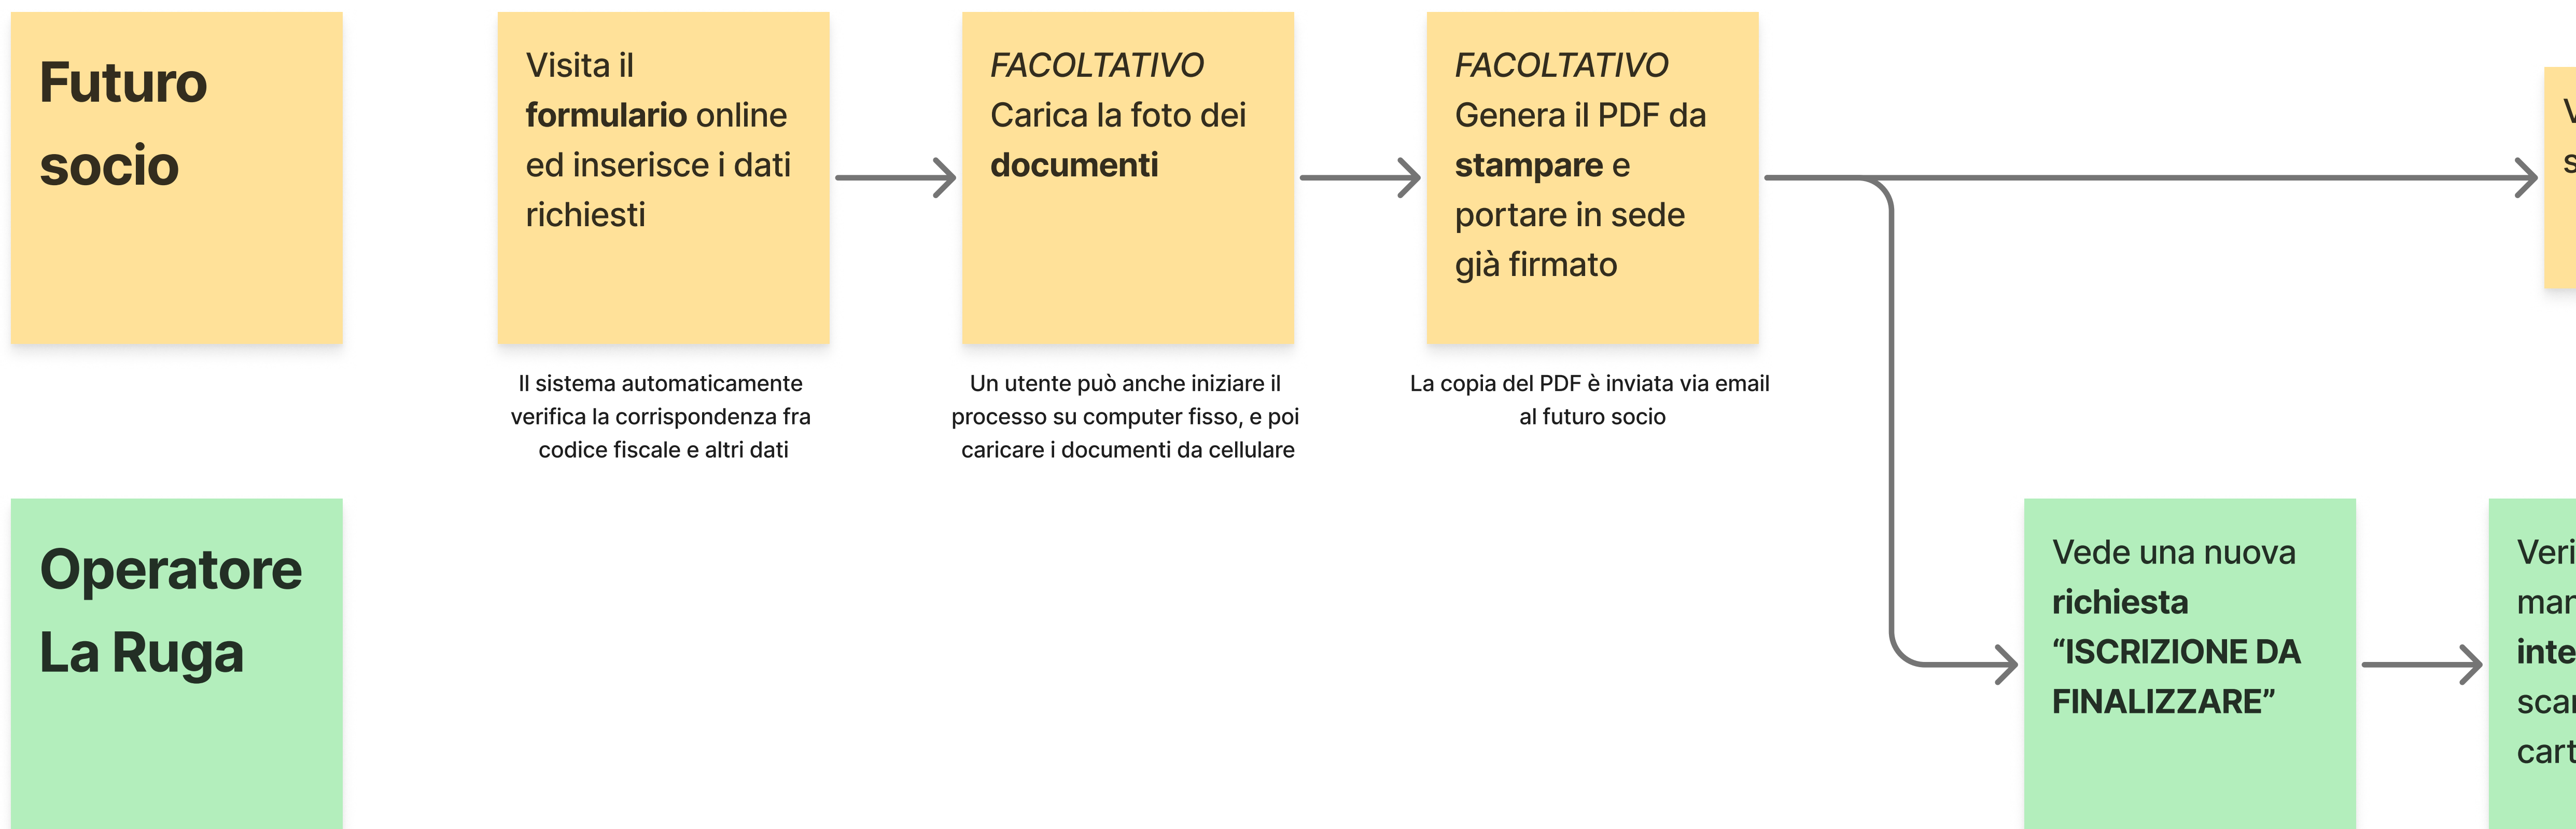 Futuro
socio
Visita il
formulario online
ed inserisce i dati
richiesti
FACOLTATIVO
Carica la foto dei
documenti
FACOLTATIVO
Genera il PDF da
stampare e
portare in sede
già firmato
Il sistema automaticamente
verifica la corrispondenza fra
codice fiscale e altri dati
Un utente può anche iniziare il
processo su computer fisso, e poi
caricare i documenti da cellulare
La copia del PDF è inviata via email
al futuro socio
Operatore
La Ruga
Vede una nuova
richiesta
“ISCRIZIONE DA
FINALIZZARE”